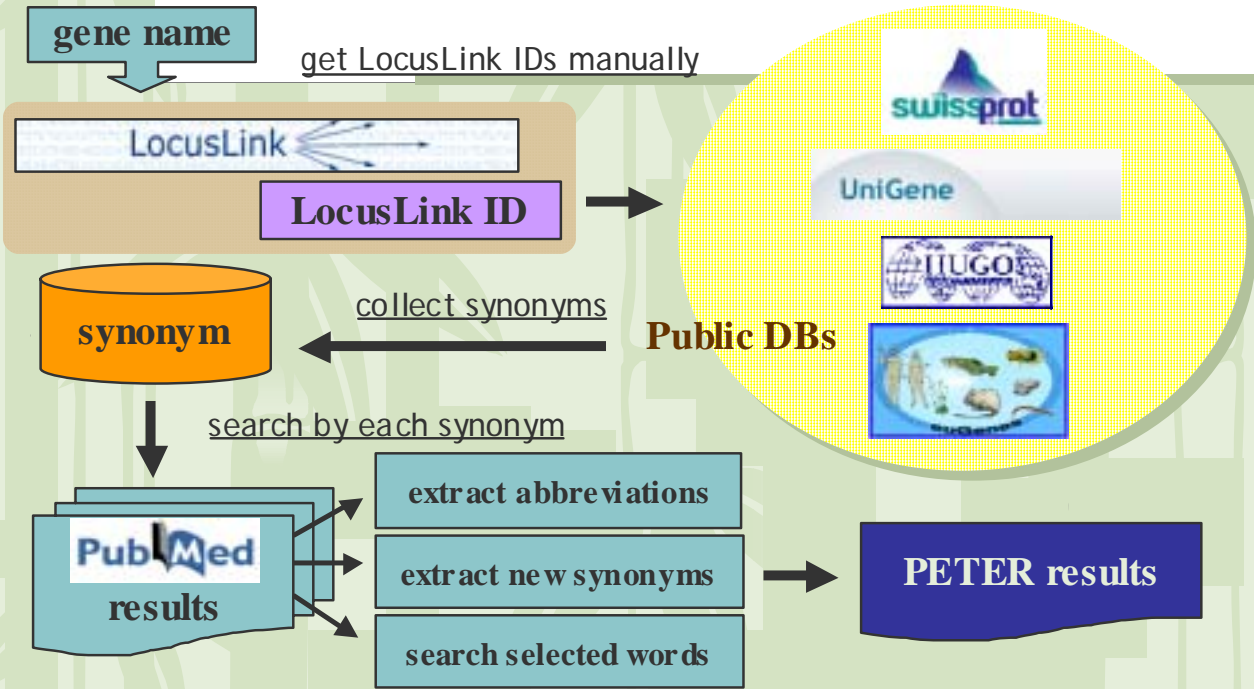 gene name
get LocusLink IDs manually
LocusLink
LocusLink ID
swissprot
UniGene
HUGO
euGenes
Public DBs
collect synonyms
synonym
search by each synonym
PubMed
results
extract abbreviations
extract new synonyms
search selected words
PETER results